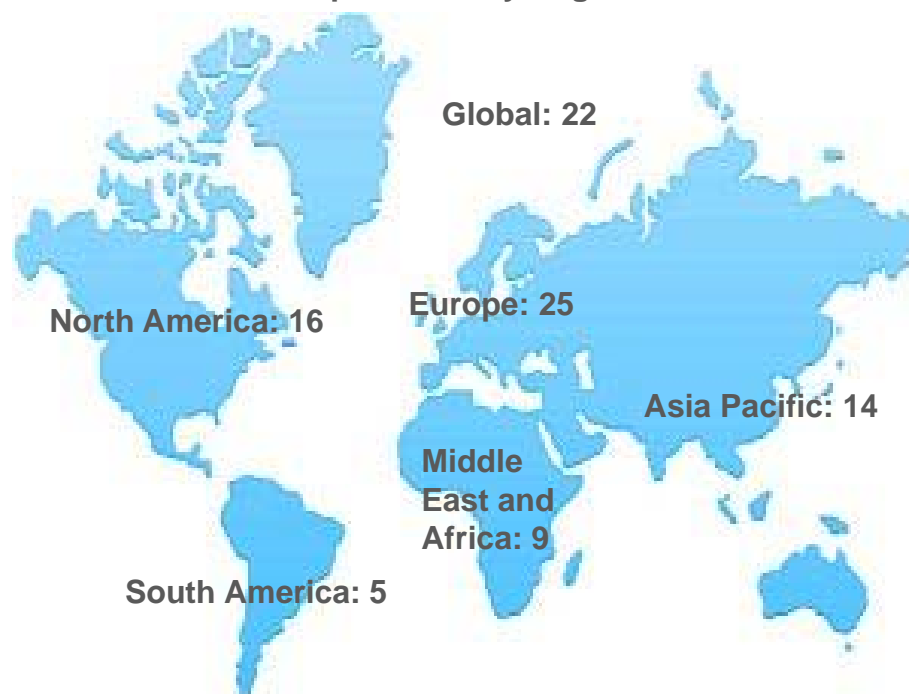 Global: 22
North America: 16
Europe: 25
Asia Pacific: 14
Middle
East and
Africa: 9
South America: 5